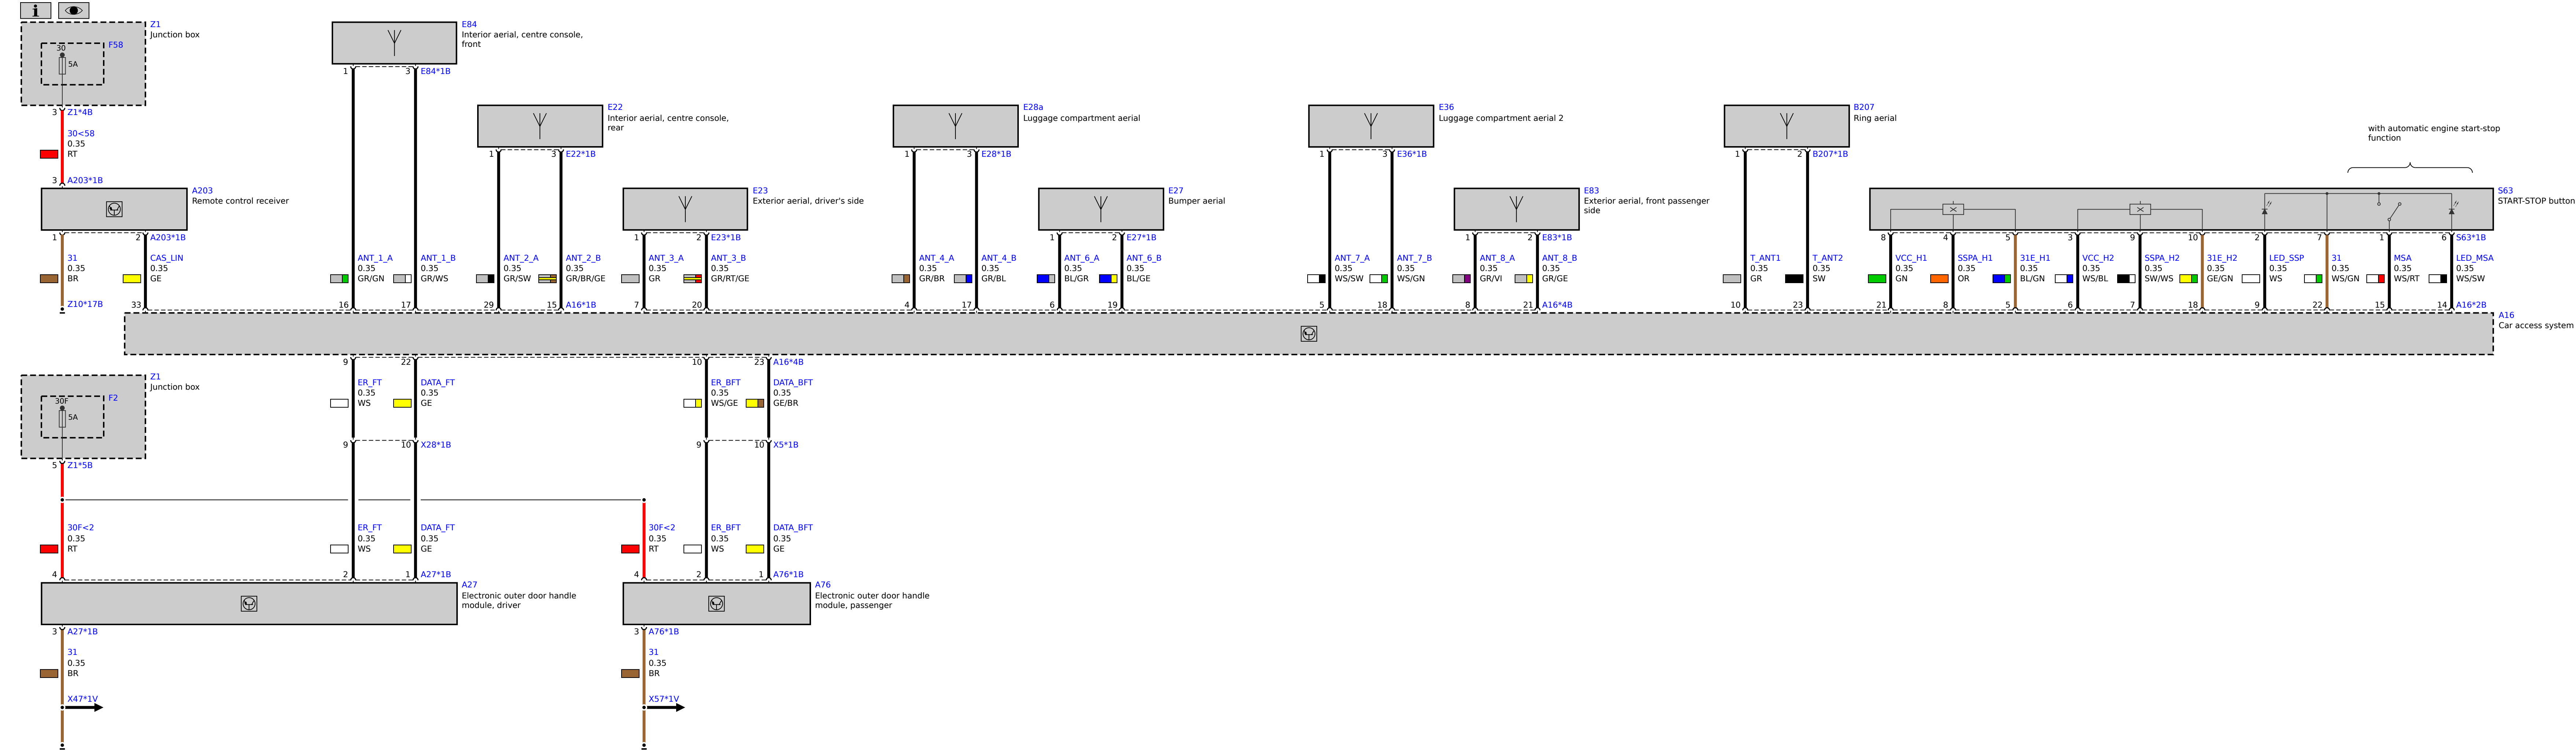 Z1
Junction box
F58
30
5A
3 Z1*4B
30<58
0.35
RT
3 A203*1B
A203
Remote control receiver
1 2 A203*1B
31
0.35
BR
CAS_LIN
0.35
GE
Z10*17B
33
E84
Interior aerial, centre console,
front
1 3 E84*1B
ANT_1_A
0.35
GR/GN
ANT_1_B
0.35
GR/WS
16 17
E22
Interior aerial, centre console,
rear
1 3 E22*1B
ANT_2_A
0.35
GR/SW
ANT_2_B
0.35
GR/BR/GE
29 15 A16*1B
E23
Exterior aerial, driver's side
1 2 E23*1B
ANT_3_A
0.35
GR
ANT_3_B
0.35
GR/RT/GE
7 20
E28a
Luggage compartment aerial
1 3 E28*1B
ANT_4_A
0.35
GR/BR
ANT_4_B
0.35
GR/BL
4 17
E27
Bumper aerial
1 2 E27*1B
ANT_6_A
0.35
BL/GR
ANT_6_B
0.35
BL/GE
6 19
E36
Luggage compartment aerial 2
1 3 E36*1B
ANT_7_A
0.35
WS/SW
ANT_7_B
0.35
WS/GN
5 18
E83
Exterior aerial, front passenger
side
1 2 E83*1B
ANT_8_A
0.35
GR/VI
ANT_8_B
0.35
GR/GE
8 21 A16*4B
B207
Ring aerial
1 2 B207*1B
T_ANT1
0.35
GR
T_ANT2
0.35
SW
10 23
with automatic engine start-stop
function
S63
START-STOP button
8 4 5 3 9 10 2 7 1 6 S63*1B
VCC_H1
0.35
GN
SSPA_H1
0.35
OR
31E_H1
0.35
BL/GN
VCC_H2
0.35
WS/BL
SSPA_H2
0.35
SW/WS
31E_H2
0.35
GE/GN
LED_SSP
0.35
WS
31
0.35
WS/GN
MSA
0.35
WS/RT
LED_MSA
0.35
WS/SW
21 8 5 6 7 18 9 22 15 14 A16*2B
A16
Car access system
9 22 10 23 A16*4B
Z1
Junction box
F2
30F
5A
5 Z1*5B
ER_FT
0.35
WS
DATA_FT
0.35
GE
9 10 X28*1B
ER_BFT
0.35
WS/GE
DATA_BFT
0.35
GE/BR
9 10 X5*1B
30F<2
0.35
RT
ER_FT
0.35
WS
DATA_FT
0.35
GE
4 2 1 A27*1B
30F<2
0.35
RT
ER_BFT
0.35
WS
DATA_BFT
0.35
GE
4 2 1 A76*1B
A27
Electronic outer door handle
module, driver
3 A27*1B
31
0.35
BR
X47*1V
A76
Electronic outer door handle
module, passenger
3 A76*1B
31
0.35
BR
X57*1V